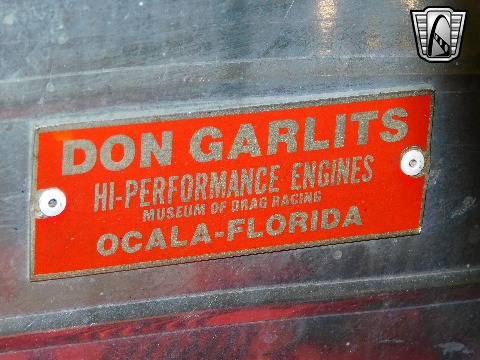 DON GARLITS
HI-PERFORMANCE ENGINES
MUSEUM OF DRAG RACING
OCALA-FLORIDA